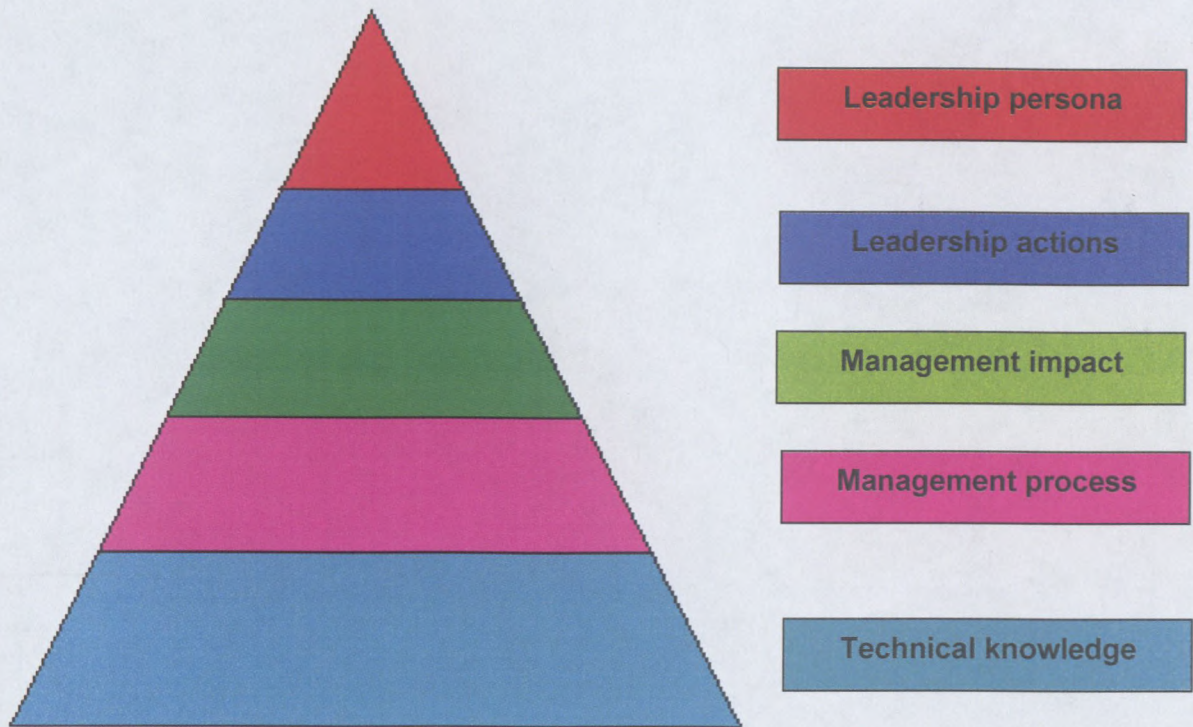 Leadership persona
Leadership actions
Management impact
Management process
Technical knowledge